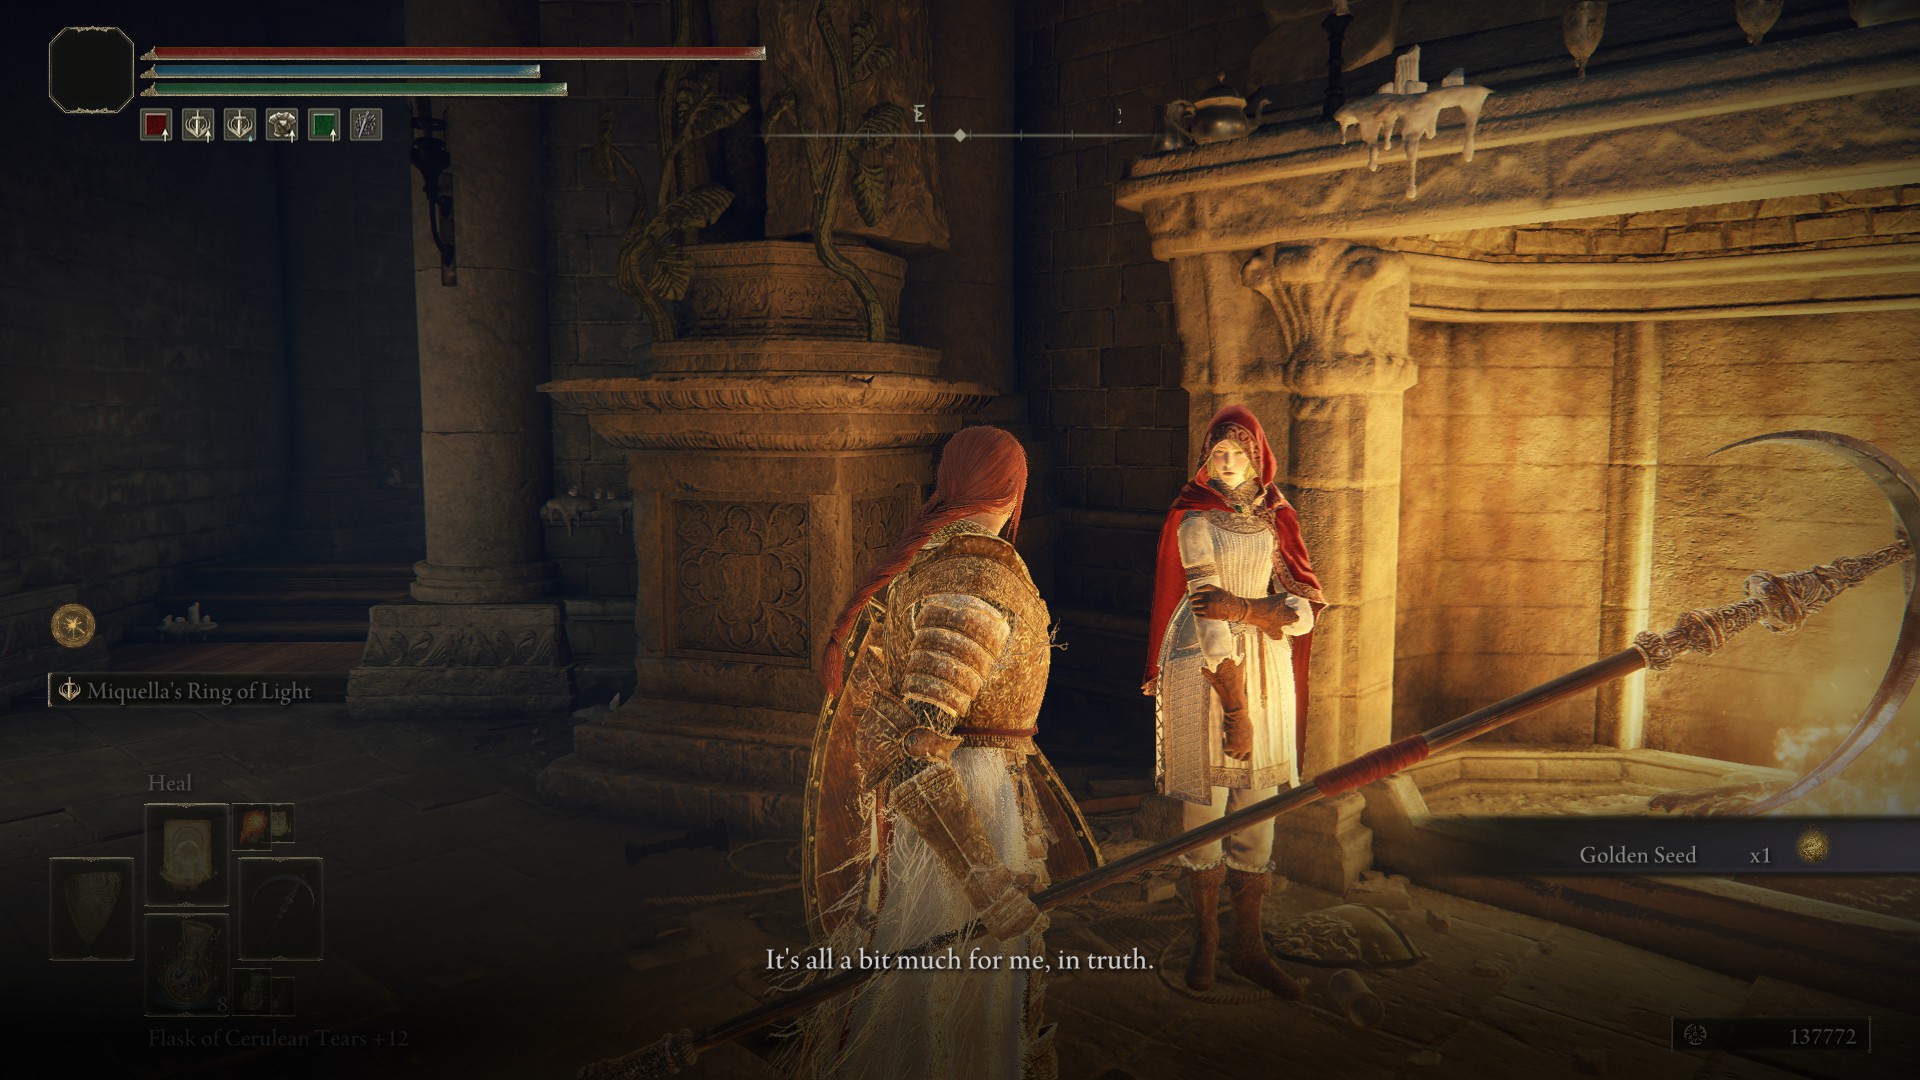 E
Miquella's Ring of Light
Heal
8
Flask of Cerulean Tears +12
Golden Seed x1
It's all a bit much for me, in truth.
137772